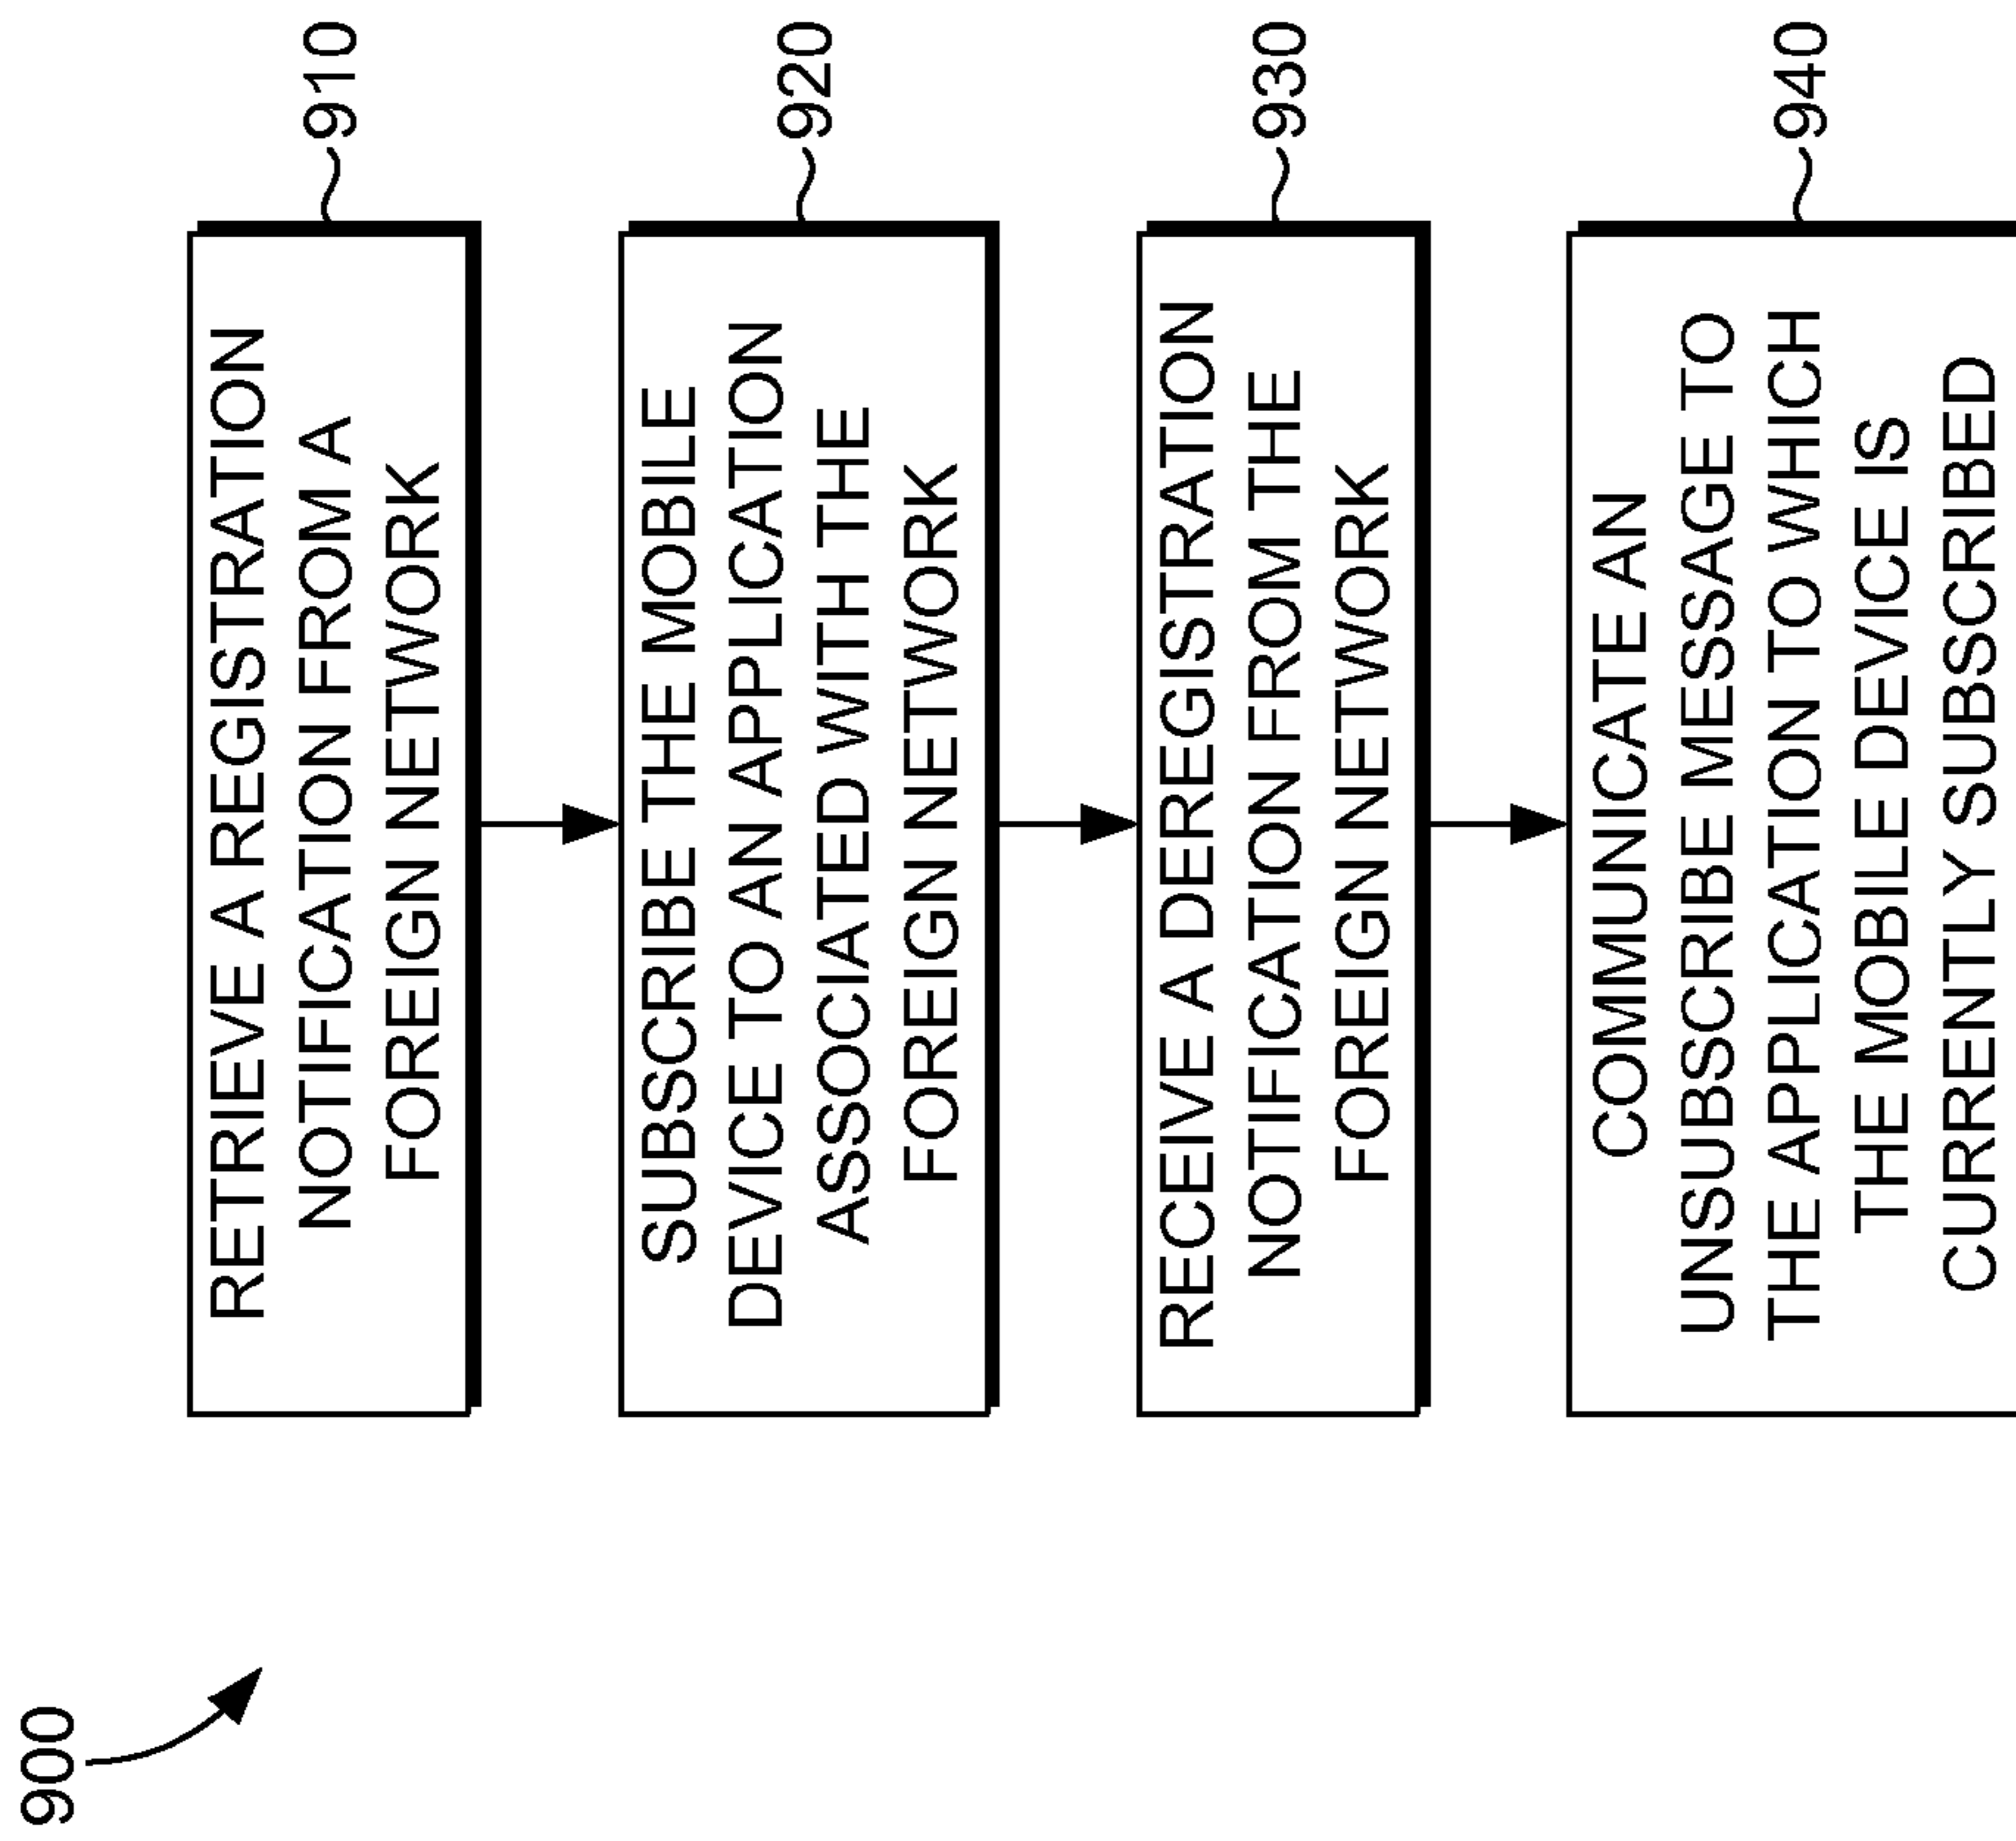 900
RETRIEVE A REGISTRATION
NOTIFICATION FROM A
FOREIGN NETWORK
910
SUBSCRIBE THE MOBILE
DEVICE TO AN APPLICATION
ASSOCIATED WITH THE
FOREIGN NETWORK
920
RECEIVE A DEREGISTRATION
NOTIFICATION FROM THE
FOREIGN NETWORK
930
COMMUNICATE AN
UNSUBSCRIBE MESSAGE TO
THE APPLICATION TO WHICH
THE MOBILE DEVICE IS
CURRENTLY SUBSCRIBED
940